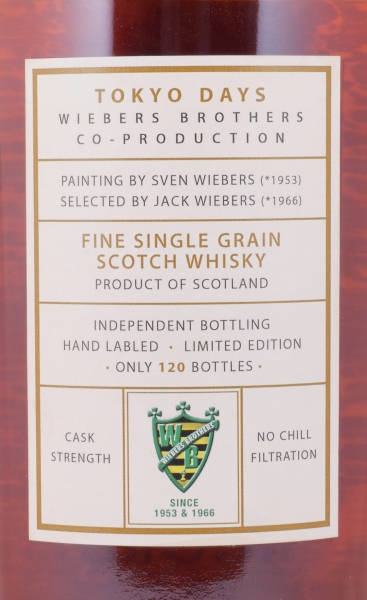 TOKYO DAYS
WIEBERS BROTHERS
CO-PRODUCTION
PAINTING BY SVEN WIEBERS (*1953)
SELECTED BY JACK WIEBERS (*1966)
FINE SINGLE GRAIN
SCOTCH WHISKY
PRODUCT OF SCOTLAND
INDEPENDENT BOTTLING
HAND LABLED · LIMITED EDITION
· ONLY 120 BOTTLES ·
CASK
STRENGTH
W
WIEBERS BROTHERS
B
SINCE
1953 & 1966
NO CHILL
FILTRATION